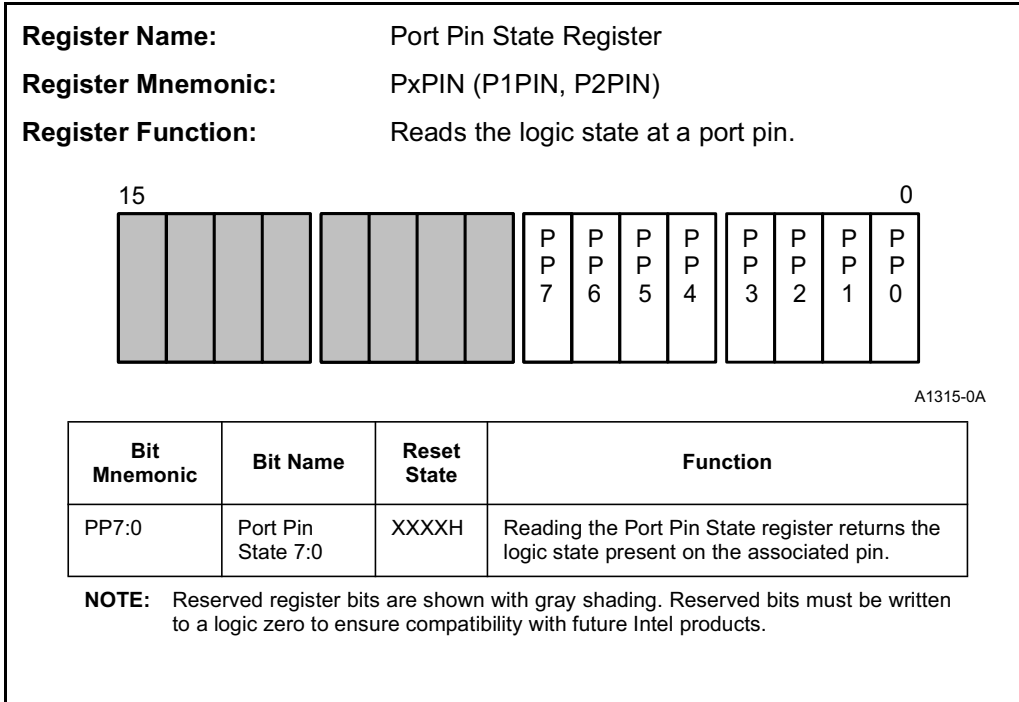 Register Name: Port Pin State Register
Register Mnemonic: PxPIN (P1PIN, P2PIN)
Register Function: Reads the logic state at a port pin.
15 0
P P P P P P P P
P P P P P P P P
7 6 5 4 3 2 1 0
A1315-0A
Bit Mnemonic Bit Name Reset State Function
PP7:0 Port Pin State 7:0 XXXXH Reading the Port Pin State register returns the
logic state present on the associated pin.
NOTE: Reserved register bits are shown with gray shading. Reserved bits must be written
to a logic zero to ensure compatibility with future Intel products.